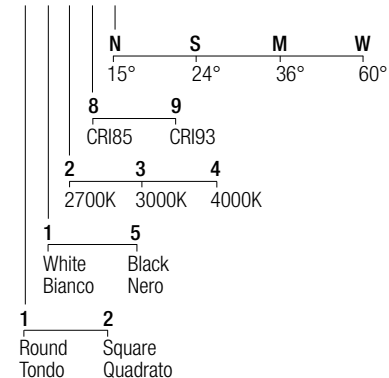 N S M W
15° 24° 36° 60°
8 9
CRI85 CRI93
2 3 4
2700K 3000K 4000K
1 5
White Black
Bianco Nero
1 2
Round Square
Tondo Quadrato